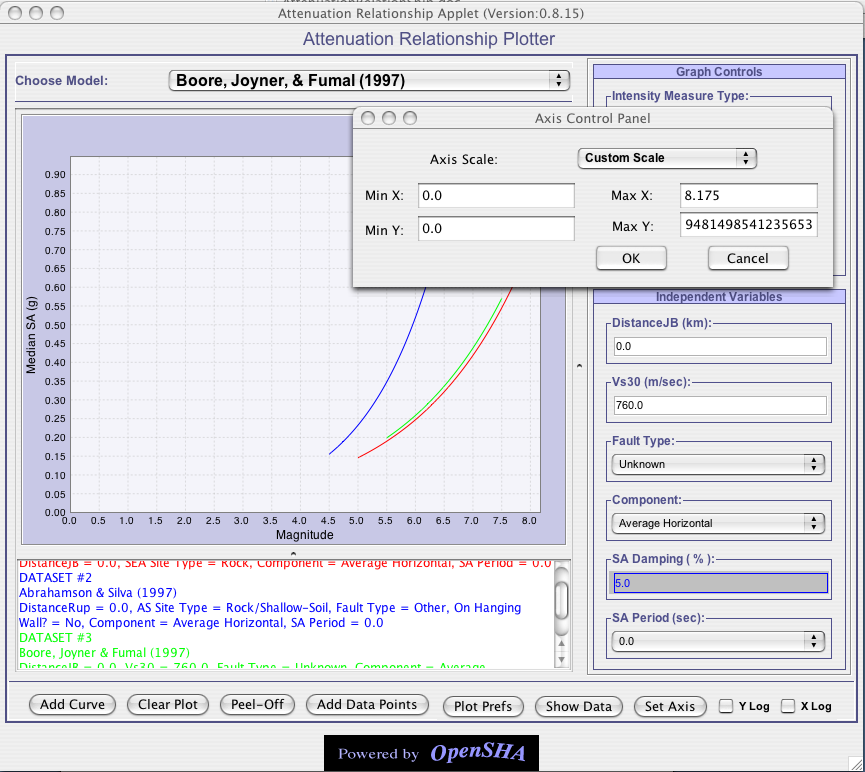 Attenuation Relationship Applet (Version:0.8.15)
Attenuation Relationship Plotter
Choose Model:
Boore, Joyner, & Fumal (1997)
Graph Controls
Intensity Measure Type:
Axis Control Panel
Axis Scale:
Custom Scale
Min X:
0.0
Max X:
8.175
Min Y:
0.0
Max Y:
9481498541235653
OK
Cancel
0.90
0.85
0.80
0.75
0.70
0.65
0.60
0.55
0.50
0.45
0.40
0.35
0.30
0.25
0.20
0.15
0.10
0.05
0.00
Median SA (g)
0.0 0.5 1.0 1.5 2.0 2.5 3.0 3.5 4.0 4.5 5.0 5.5 6.0 6.5 7.0 7.5 8.0
Magnitude
Independent Variables
DistanceJB (km):
0.0
Vs30 (m/sec):
760.0
Fault Type:
Unknown
Component:
Average Horizontal
SA Damping ( % ):
5.0
SA Period (sec):
0.0
DistanceJB = 0.0, SEA Site Type = Rock, Component = Average Horizontal, SA Period = 0.0
DATASET #2
Abrahamson & Silva (1997)
DistanceRup = 0.0, AS Site Type = Rock/Shallow-Soil, Fault Type = Other, On Hanging
Wall? = No, Component = Average Horizontal, SA Period = 0.0
DATASET #3
Boore, Joyner & Fumal (1997)
DistanceJB = 0.0, Vs30 = 760.0, Fault Type = Unknown, Component = Average
Add Curve
Clear Plot
Peel-Off
Add Data Points
Plot Prefs
Show Data
Set Axis
Y Log
X Log
Powered by OpenSHA